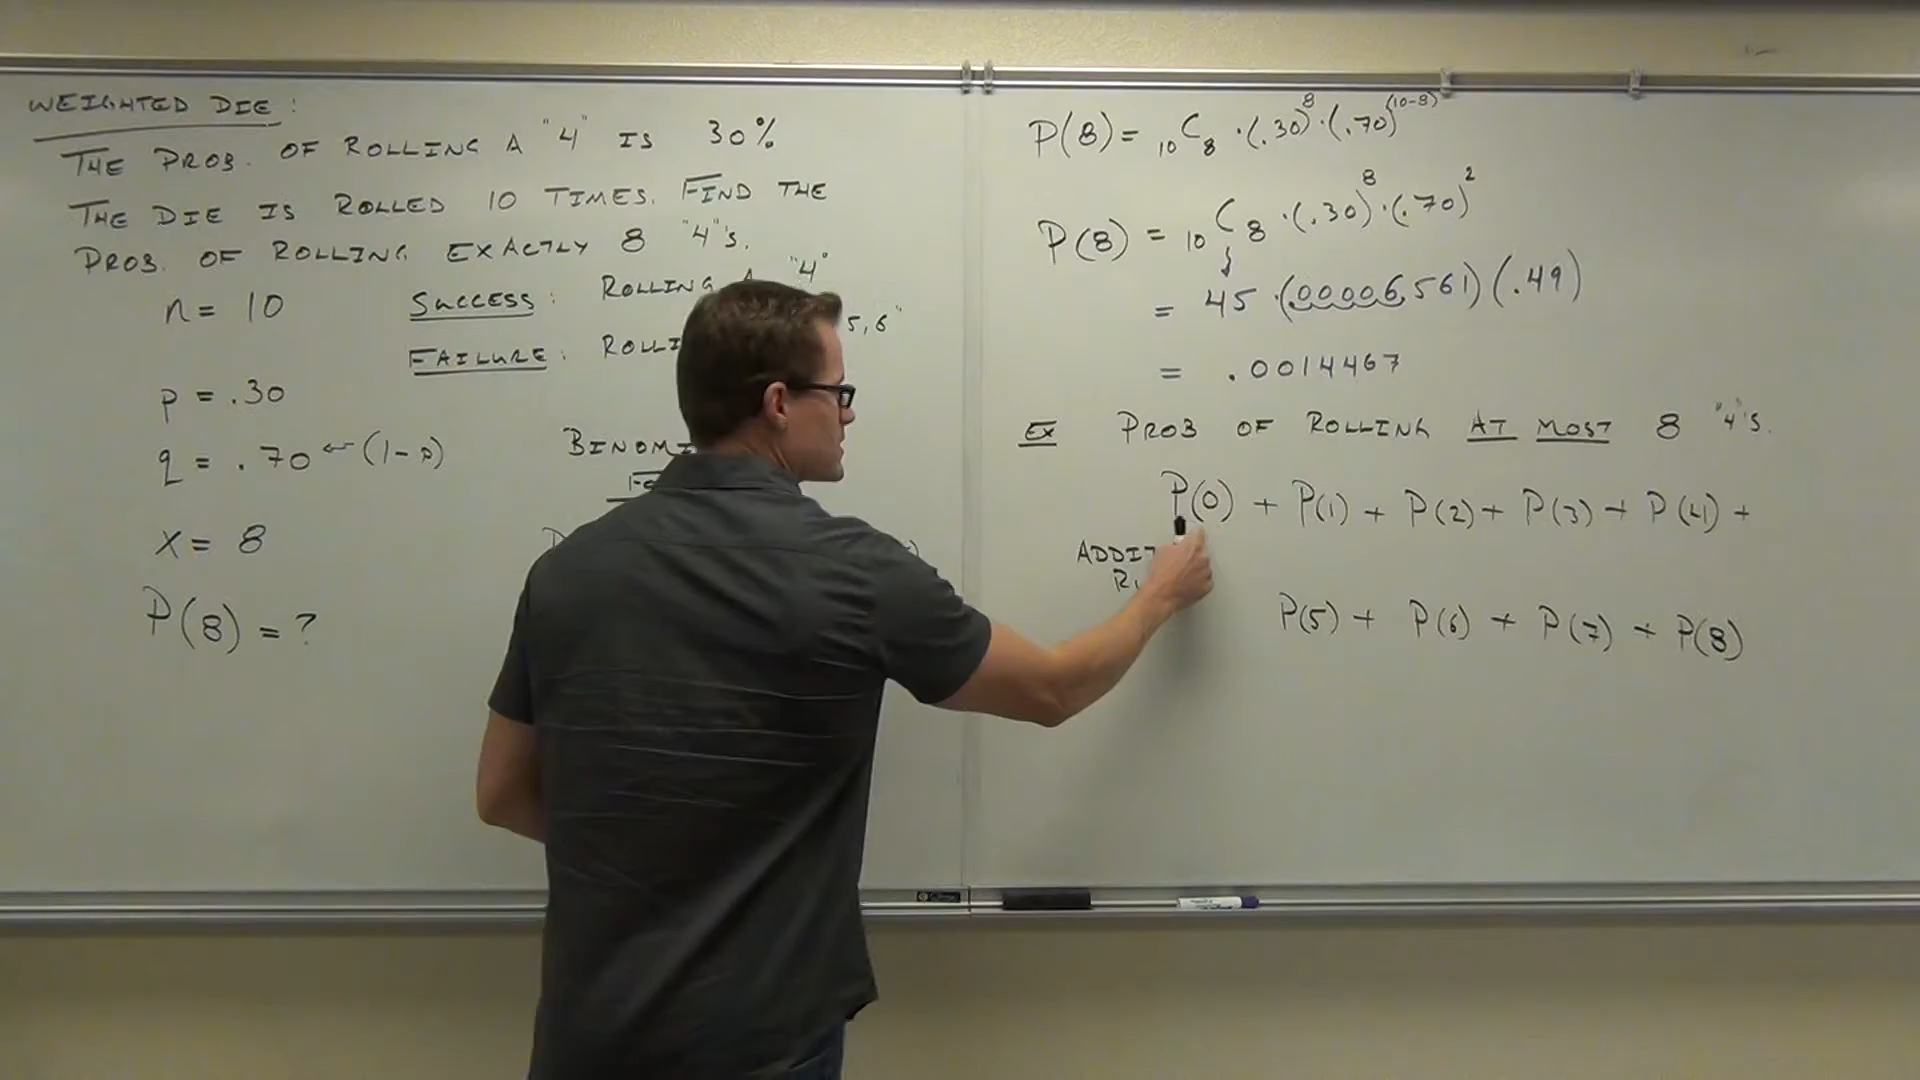 WEIGHTED DIE:
THE PROB. OF ROLLING A "4" IS 30%
THE DIE IS ROLLED 10 TIMES. FIND THE
PROB. OF ROLLING EXACTLY 8 "4"'s.
n = 10
SUCCESS: ROLLING A "4"
FAILURE: 5, 6"
p = .30
q = .70 ← (1-p)
x = 8
P(8) = ?
P(8) = 10C8 · (.30)^8 · (.70)^(10-8)
P(8) = 10C8 · (.30)^8 · (.70)^2
= 45 · (.00006561)(.49)
= .0014467
EX PROB OF ROLLING AT MOST 8 "4"'s.
P(0) + P(1) + P(2) + P(3) + P(4) +
P(5) + P(6) + P(7) + P(8)